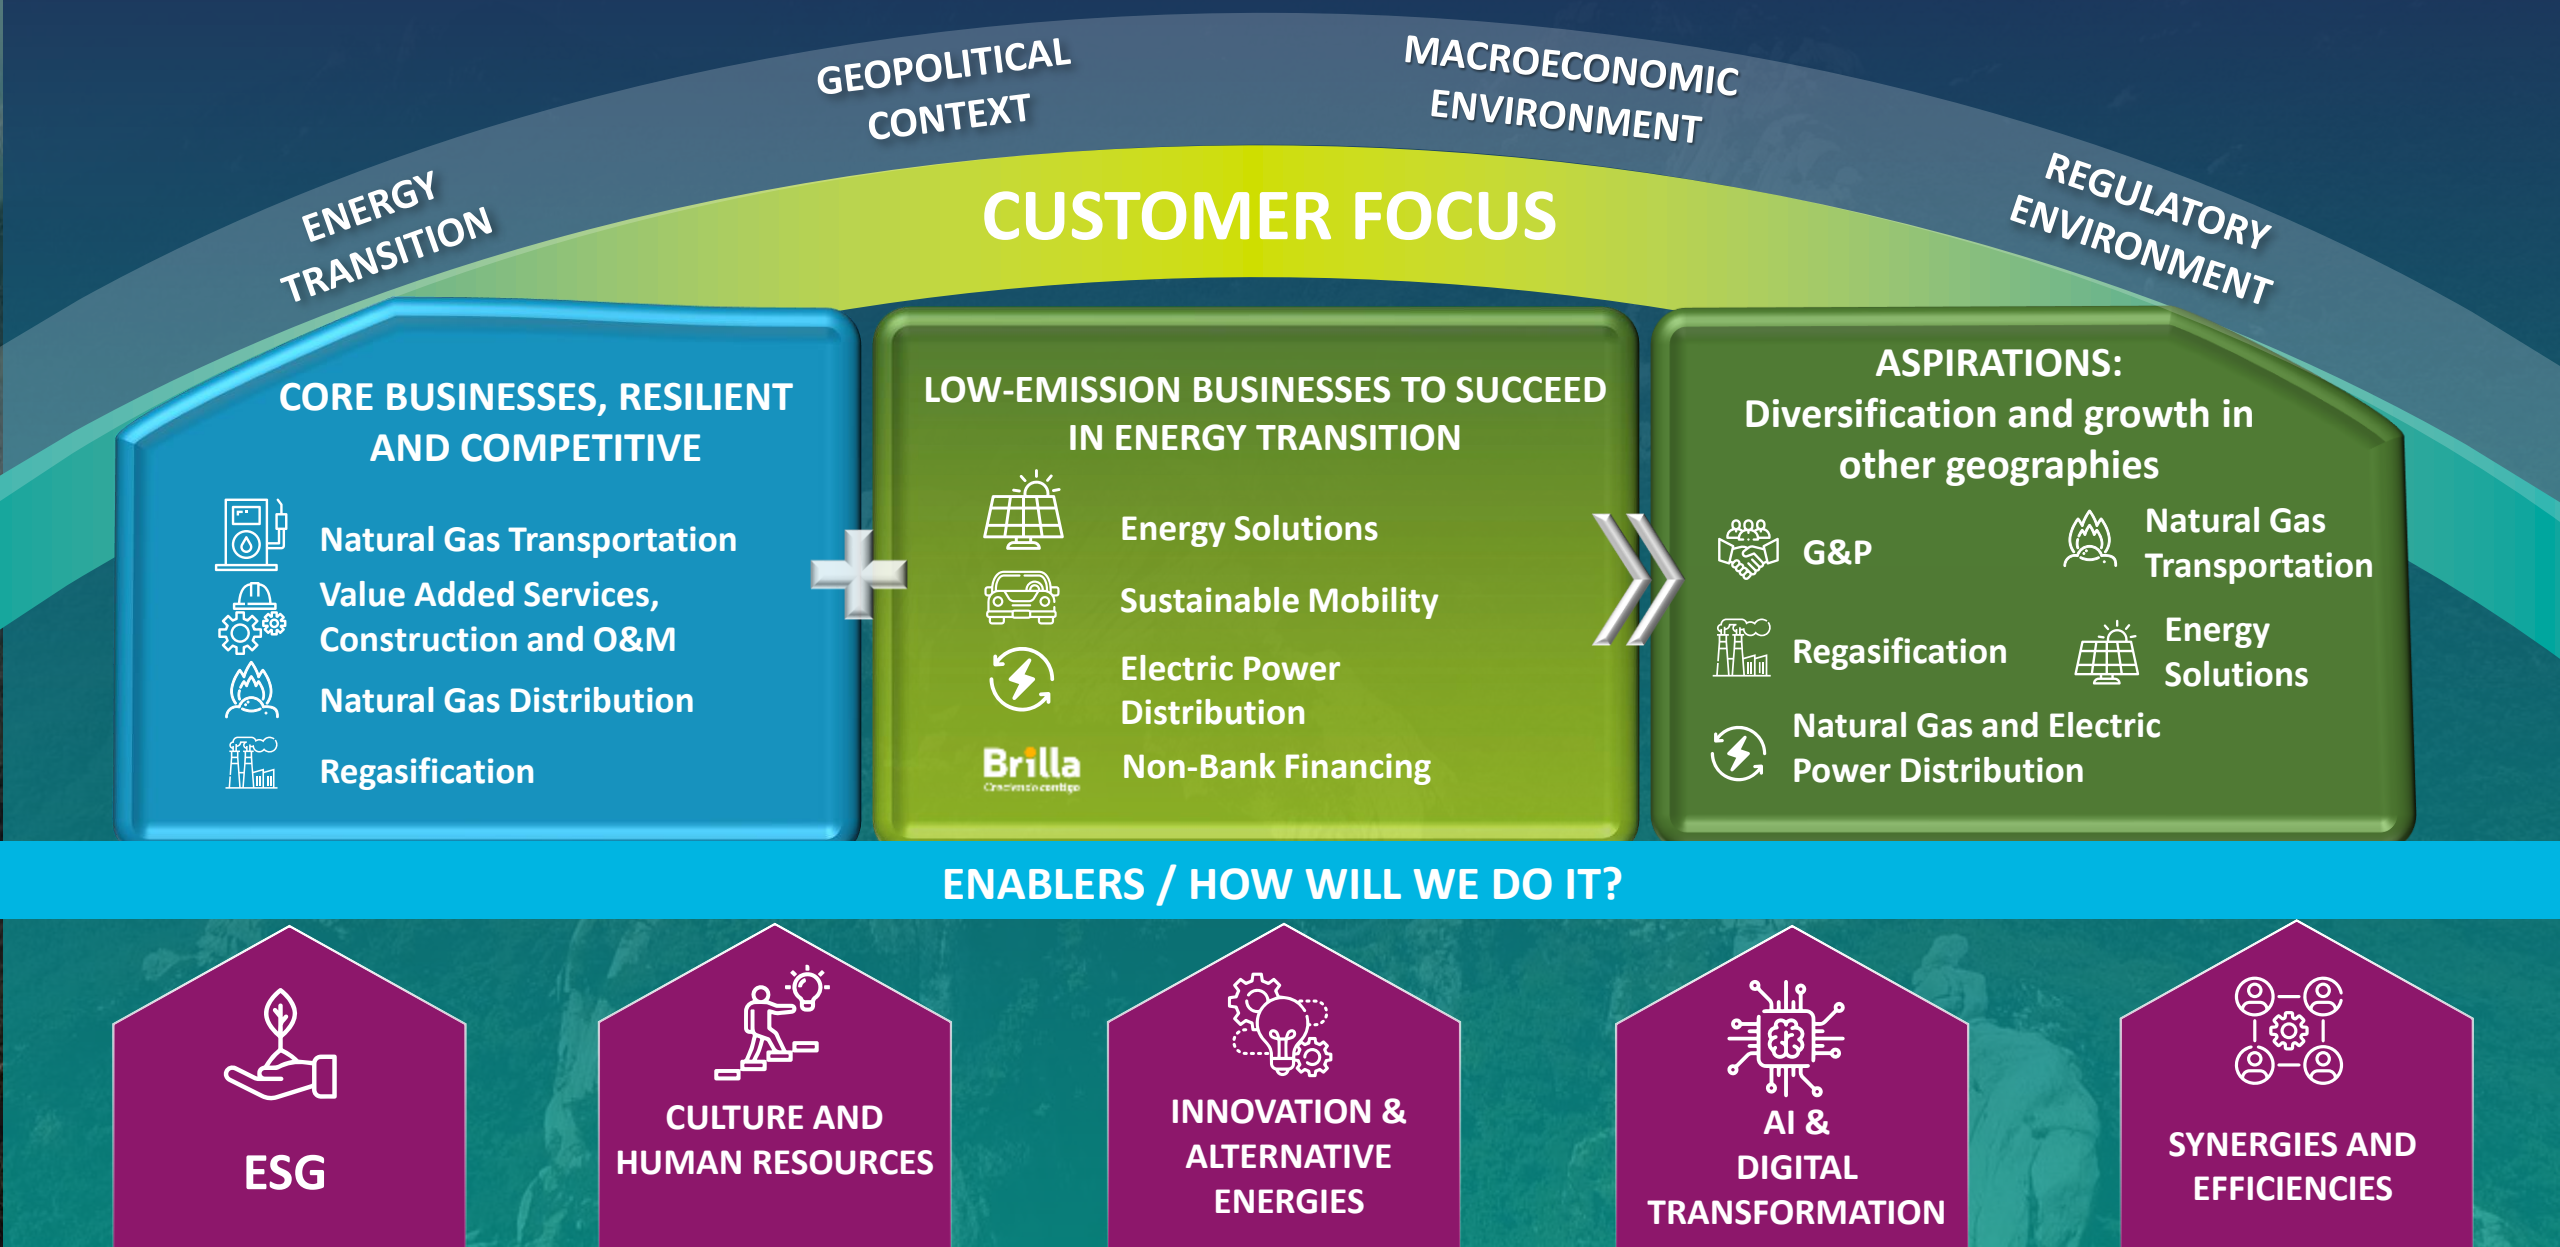 ENERGY
TRANSITION
GEOPOLITICAL
CONTEXT
MACROECONOMIC
ENVIRONMENT
REGULATORY
ENVIRONMENT
CUSTOMER FOCUS
CORE BUSINESSES, RESILIENT
AND COMPETITIVE
Natural Gas Transportation
Value Added Services,
Construction and O&M
Natural Gas Distribution
Regasification
LOW-EMISSION BUSINESSES TO SUCCEED
IN ENERGY TRANSITION
Energy Solutions
Sustainable Mobility
Electric Power
Distribution
Brilla
Creciendo contigo
Non-Bank Financing
ASPIRATIONS:
Diversification and growth in
other geographies
G&P
Natural Gas
Transportation
Regasification
Energy
Solutions
Natural Gas and Electric
Power Distribution
ENABLERS / HOW WILL WE DO IT?
ESG
CULTURE AND
HUMAN RESOURCES
INNOVATION &
ALTERNATIVE
ENERGIES
AI &
DIGITAL
TRANSFORMATION
SYNERGIES AND
EFFICIENCIES